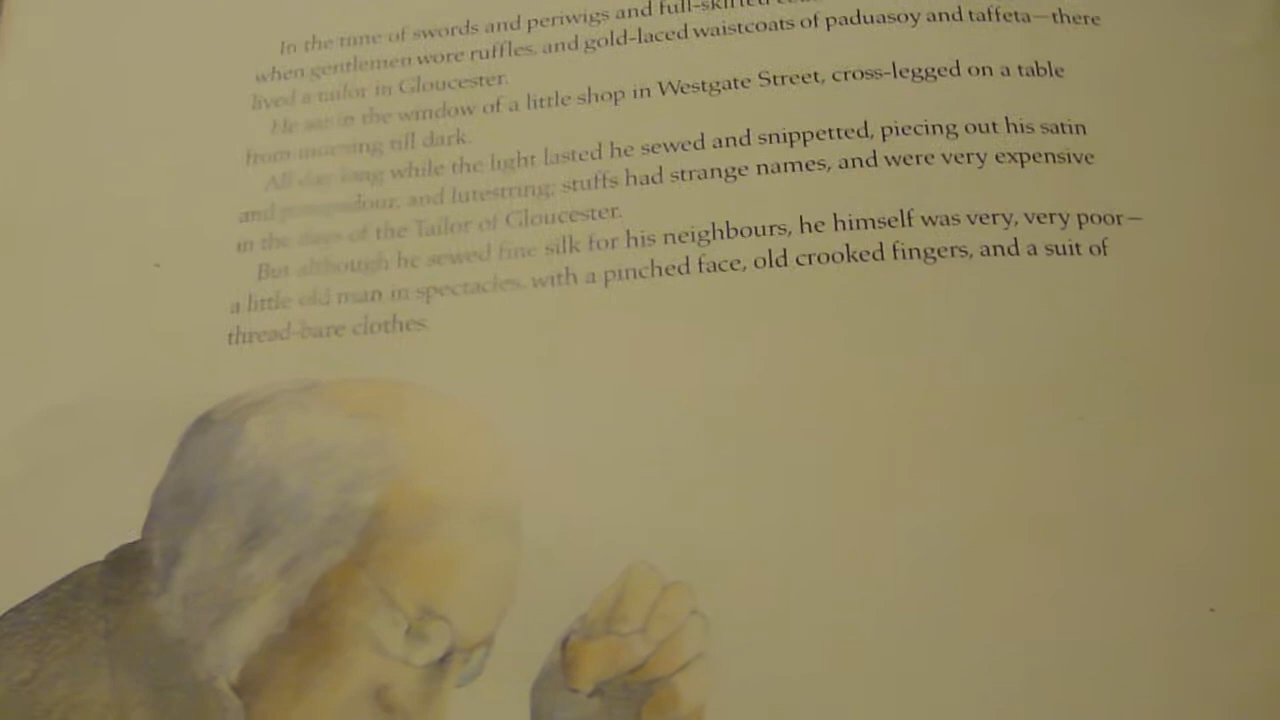 In the time of swords and periwigs and full-skirted
when gentlemen wore ruffles, and gold-laced waistcoats of paduasoy and taffeta—there
lived a tailor in Gloucester.
He sat in the window of a little shop in Westgate Street, cross-legged on a table
from morning till dark.
All day long while the light lasted he sewed and snippetted, piecing out his satin
and pompadour, and lutestring; stuffs had strange names, and were very expensive
in the days of the Tailor of Gloucester.
But although he sewed fine silk for his neighbours, he himself was very, very poor—
a little old man in spectacles, with a pinched face, old crooked fingers, and a suit of
thread-bare clothes.